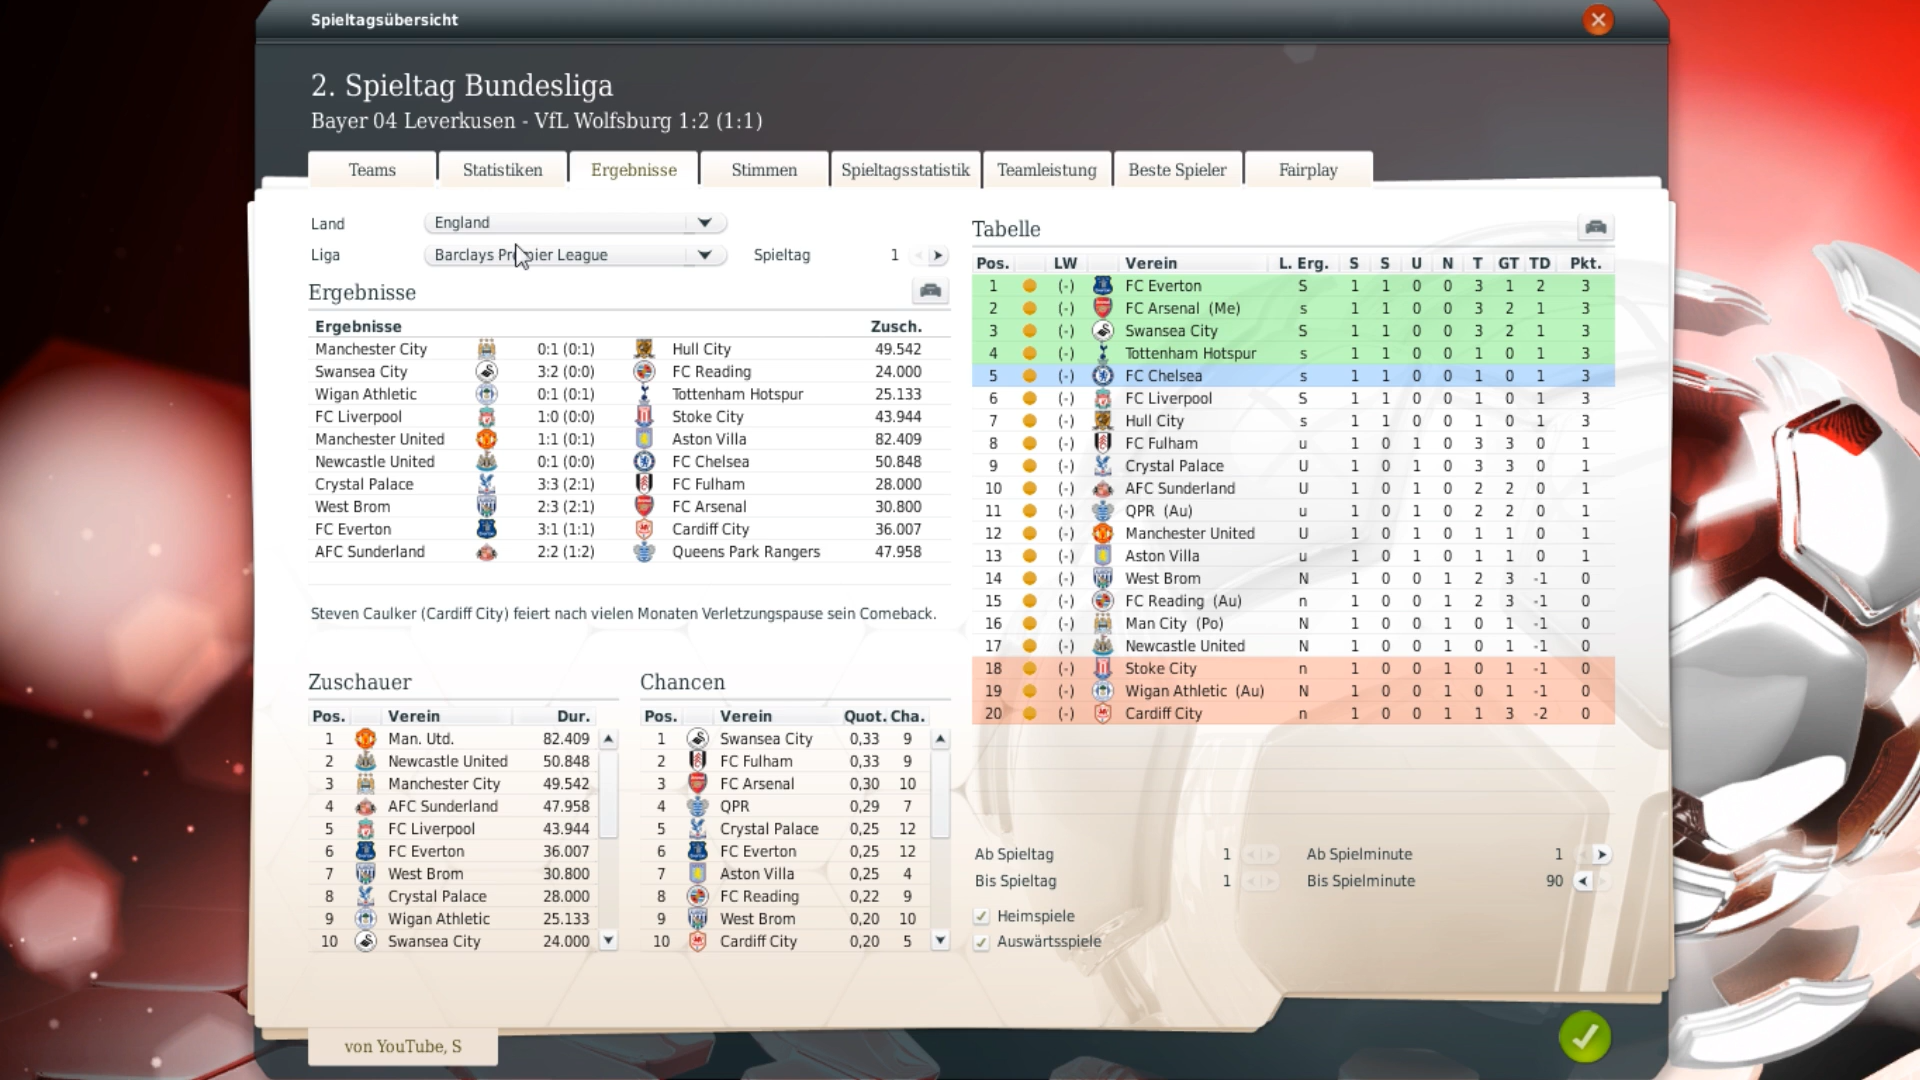 Spieltagsübersicht
2. Spieltag Bundesliga
Bayer 04 Leverkusen - VfL Wolfsburg 1:2 (1:1)
Teams Statistiken Ergebnisse Stimmen Spieltagsstatistik Teamleistung Beste Spieler Fairplay
Land England
Liga Barclays Premier League Spieltag 1
Ergebnisse
Ergebnisse Zusch.
Manchester City 0:1 (0:1) Hull City 49.542
Swansea City 3:2 (0:0) FC Reading 24.000
Wigan Athletic 0:1 (0:1) Tottenham Hotspur 25.133
FC Liverpool 1:0 (0:0) Stoke City 43.944
Manchester United 1:1 (0:1) Aston Villa 82.409
Newcastle United 0:1 (0:0) FC Chelsea 50.848
Crystal Palace 3:3 (2:1) FC Fulham 28.000
West Brom 2:3 (2:1) FC Arsenal 30.800
FC Everton 3:1 (1:1) Cardiff City 36.007
AFC Sunderland 2:2 (1:2) Queens Park Rangers 47.958
Steven Caulker (Cardiff City) feiert nach vielen Monaten Verletzungspause sein Comeback.
Zuschauer
Pos. Verein Dur.
1 Man. Utd. 82.409
2 Newcastle United 50.848
3 Manchester City 49.542
4 AFC Sunderland 47.958
5 FC Liverpool 43.944
6 FC Everton 36.007
7 West Brom 30.800
8 Crystal Palace 28.000
9 Wigan Athletic 25.133
10 Swansea City 24.000
Chancen
Pos. Verein Quot. Cha.
1 Swansea City 0,33 9
2 FC Fulham 0,33 9
3 FC Arsenal 0,30 10
4 QPR 0,29 7
5 Crystal Palace 0,25 12
6 FC Everton 0,25 12
7 Aston Villa 0,25 4
8 FC Reading 0,22 9
9 West Brom 0,20 10
10 Cardiff City 0,20 5
Tabelle
Pos. LW Verein L. Erg. S S U N T GT TD Pkt.
1 (-) FC Everton S 1 1 0 0 3 1 2 3
2 (-) FC Arsenal (Me) s 1 1 0 0 3 2 1 3
3 (-) Swansea City S 1 1 0 0 3 2 1 3
4 (-) Tottenham Hotspur s 1 1 0 0 1 0 1 3
5 (-) FC Chelsea s 1 1 0 0 1 0 1 3
6 (-) FC Liverpool S 1 1 0 0 1 0 1 3
7 (-) Hull City s 1 1 0 0 1 0 1 3
8 (-) FC Fulham u 1 0 1 0 3 3 0 1
9 (-) Crystal Palace U 1 0 1 0 3 3 0 1
10 (-) AFC Sunderland U 1 0 1 0 2 2 0 1
11 (-) QPR (Au) u 1 0 1 0 2 2 0 1
12 (-) Manchester United U 1 0 1 0 1 1 0 1
13 (-) Aston Villa u 1 0 1 0 1 1 0 1
14 (-) West Brom N 1 0 0 1 2 3 -1 0
15 (-) FC Reading (Au) n 1 0 0 1 2 3 -1 0
16 (-) Man City (Po) N 1 0 0 1 0 1 -1 0
17 (-) Newcastle United N 1 0 0 1 0 1 -1 0
18 (-) Stoke City n 1 0 0 1 0 1 -1 0
19 (-) Wigan Athletic (Au) N 1 0 0 1 0 1 -1 0
20 (-) Cardiff City n 1 0 0 1 1 3 -2 0
Ab Spieltag 1 Ab Spielminute 1
Bis Spieltag 1 Bis Spielminute 90
Heimspiele
Auswärtsspiele
von YouTube, S